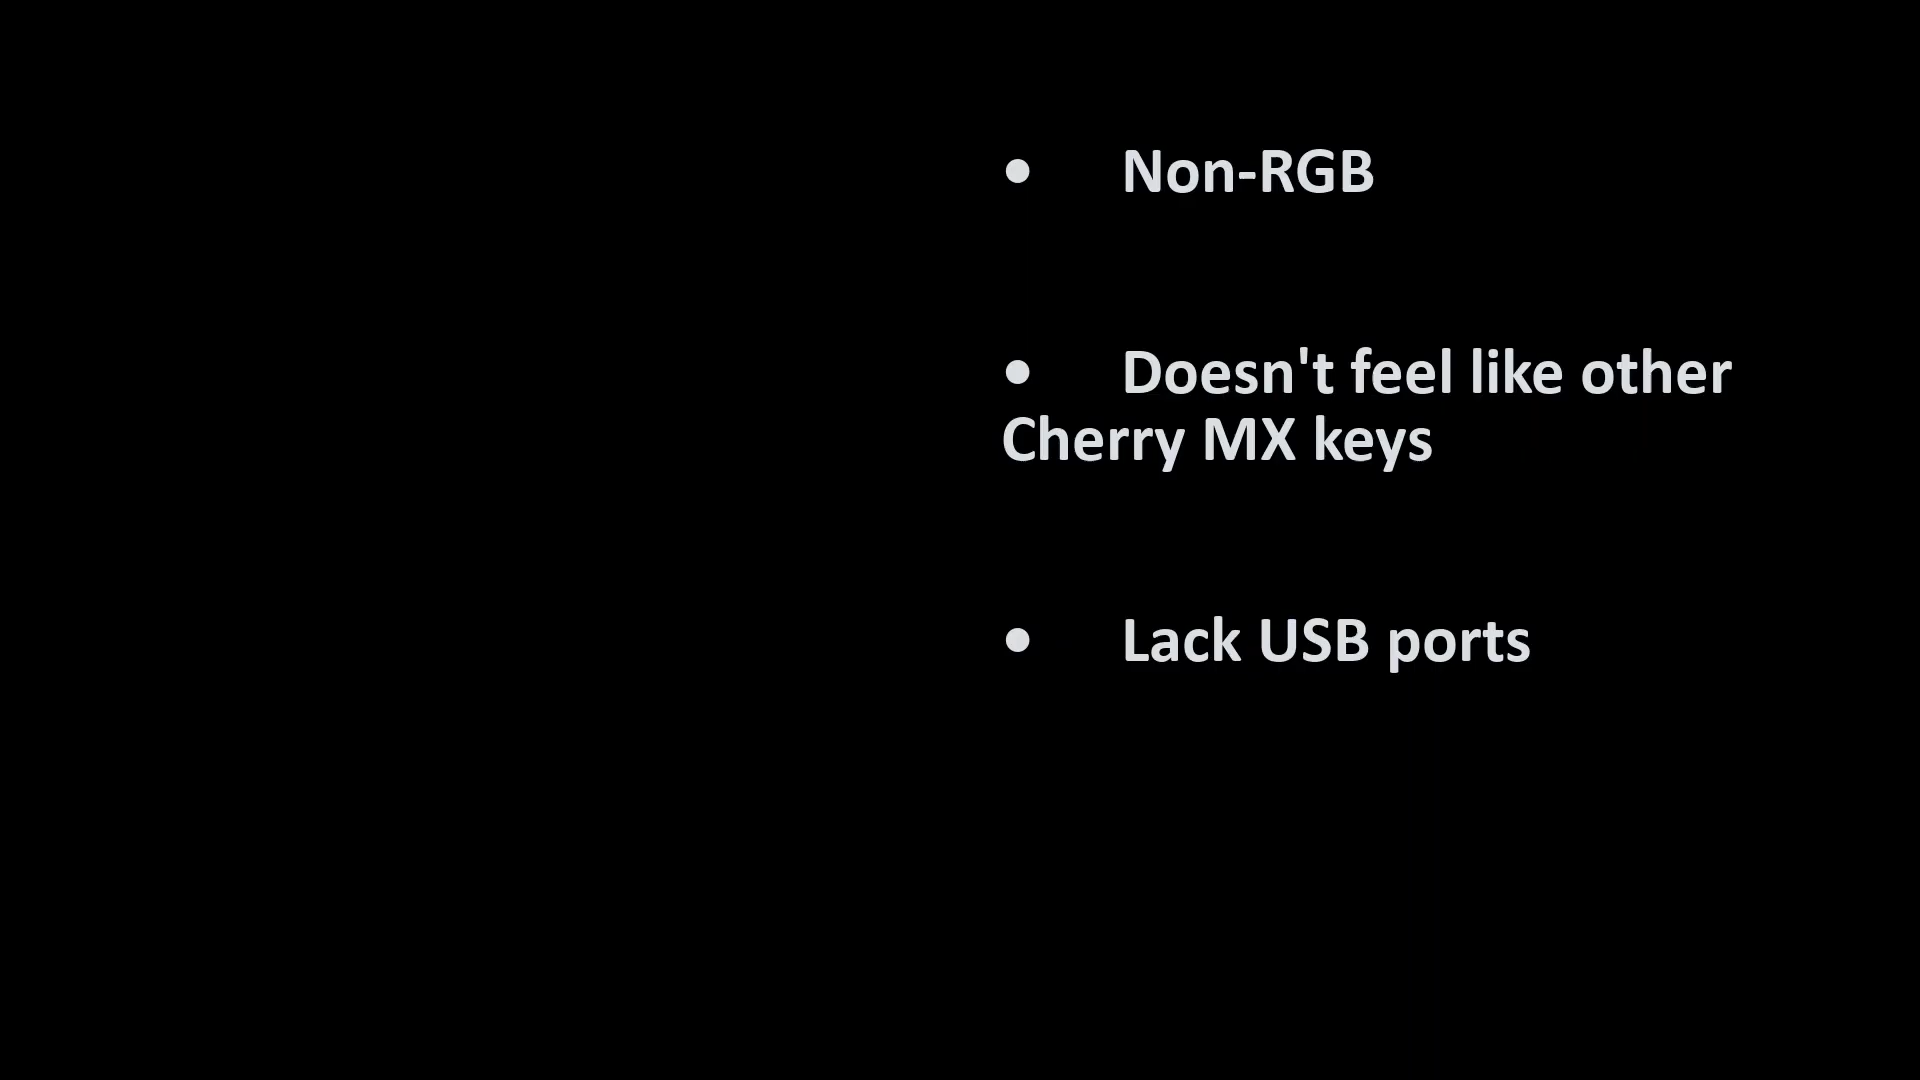 • Non-RGB
• Doesn't feel like other
Cherry MX keys
• Lack USB ports